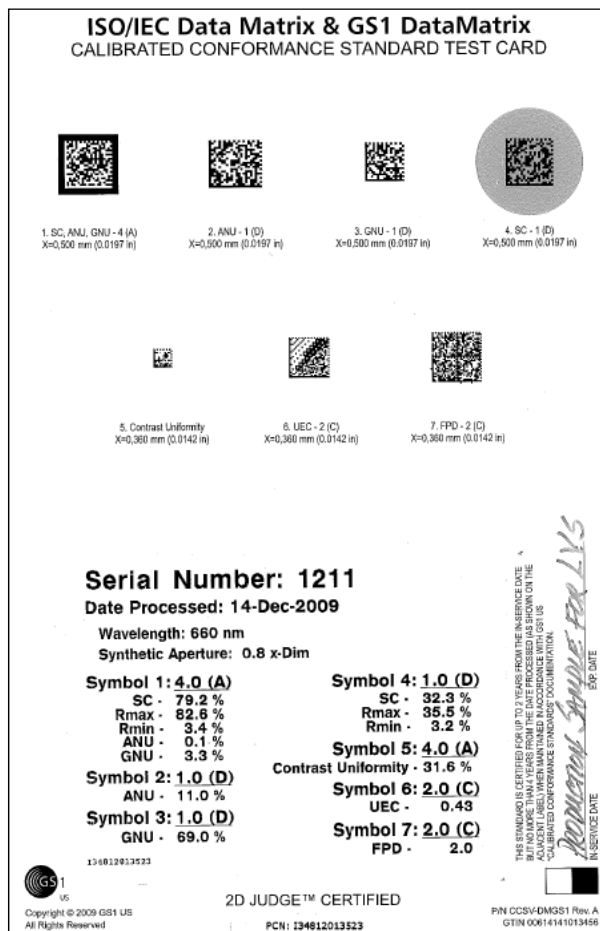 ISO/IEC Data Matrix & GS1 DataMatrix
CALIBRATED CONFORMANCE STANDARD TEST CARD
1. SC, ANU, GNU - 4 (A)
X=0,500 mm (0.0197 in)
2. ANU - 1 (D)
X=0,500 mm (0.0197 in)
3. GNU - 1 (D)
X=0,500 mm (0.0197 in)
4. SC - 1 (D)
X=0,500 mm (0.0197 in)
5. Contrast Uniformity
X=0,360 mm (0.0142 in)
6. UEC - 2 (C)
X=0,360 mm (0.0142 in)
7. FPD - 2 (C)
X=0,360 mm (0.0142 in)
Serial Number: 1211
Date Processed: 14-Dec-2009
Wavelength: 660 nm
Synthetic Aperture: 0.8 x-Dim
Symbol 1: 4.0 (A)
SC - 79.2 %
Rmax - 82.6 %
Rmin - 3.4 %
ANU - 0.1 %
GNU - 3.3 %
Symbol 2: 1.0 (D)
ANU - 11.0 %
Symbol 3: 1.0 (D)
GNU - 69.0 %
I34812013523
Symbol 4: 1.0 (D)
SC - 32.3 %
Rmax - 35.5 %
Rmin - 3.2 %
Symbol 5: 4.0 (A)
Contrast Uniformity - 31.6 %
Symbol 6: 2.0 (C)
UEC - 0.43
Symbol 7: 2.0 (C)
FPD - 2.0
THIS STANDARD IS CERTIFIED FOR UP TO 2 YEARS FROM THE IN-SERVICE DATE
BUT NO MORE THAN 4 YEARS FROM THE DATE PROCESSED (AS SHOWN ON THE
ADJACENT LABEL) WHEN MAINTAINED IN ACCORDANCE WITH GS1 US
"CALIBRATED CONFORMANCE STANDARDS" DOCUMENTATION.
PRODUCTION SAMPLE FOR LVS
IN-SERVICE DATE
EXP. DATE
GS1
US
Copyright © 2009 GS1 US
All Rights Reserved
2D JUDGE™ CERTIFIED
PCN: I34812013523
P/N CCSV-DMGS1 Rev. A
GTIN 00614141013456